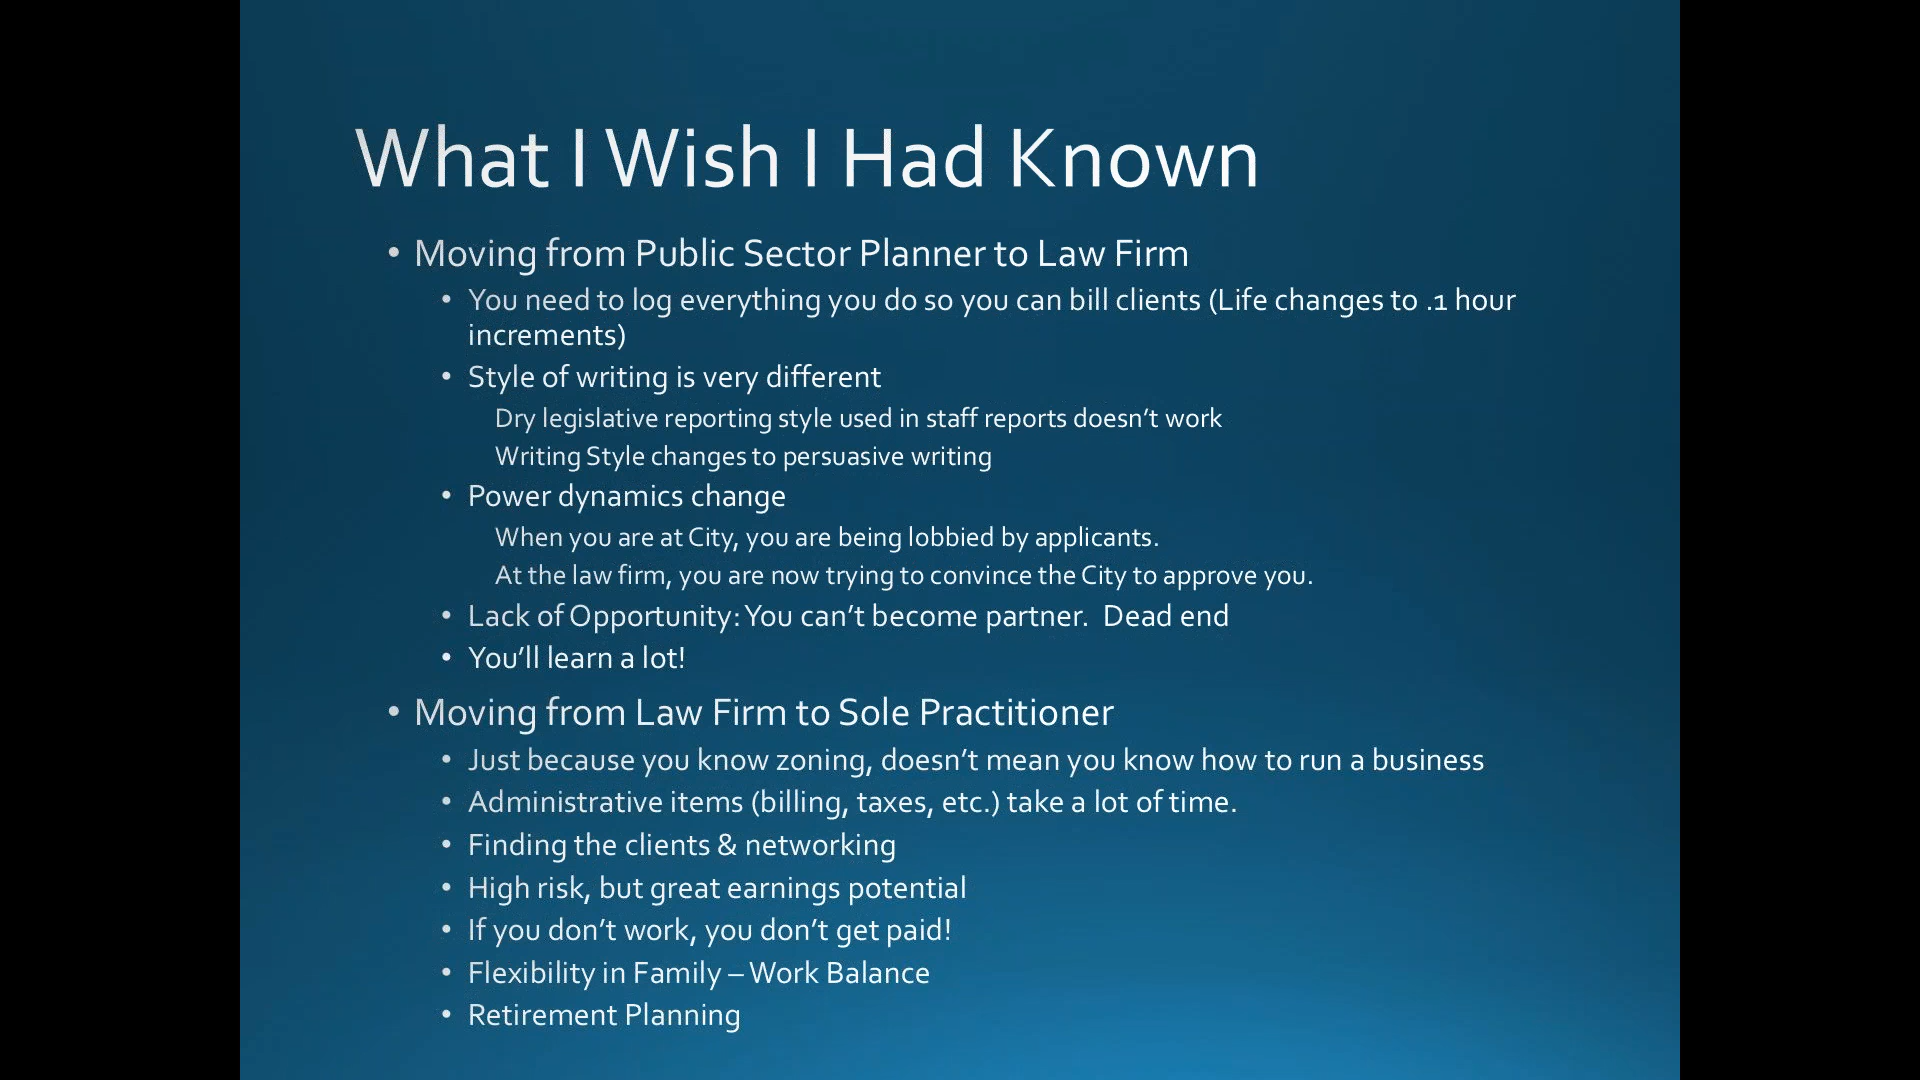 What I Wish I Had Known
• Moving from Public Sector Planner to Law Firm
• You need to log everything you do so you can bill clients (Life changes to .1 hour
increments)
• Style of writing is very different
Dry legislative reporting style used in staff reports doesn’t work
Writing Style changes to persuasive writing
• Power dynamics change
When you are at City, you are being lobbied by applicants.
At the law firm, you are now trying to convince the City to approve you.
• Lack of Opportunity: You can’t become partner.  Dead end
• You’ll learn a lot!
• Moving from Law Firm to Sole Practitioner
• Just because you know zoning, doesn’t mean you know how to run a business
• Administrative items (billing, taxes, etc.) take a lot of time.
• Finding the clients & networking
• High risk, but great earnings potential
• If you don’t work, you don’t get paid!
• Flexibility in Family – Work Balance
• Retirement Planning